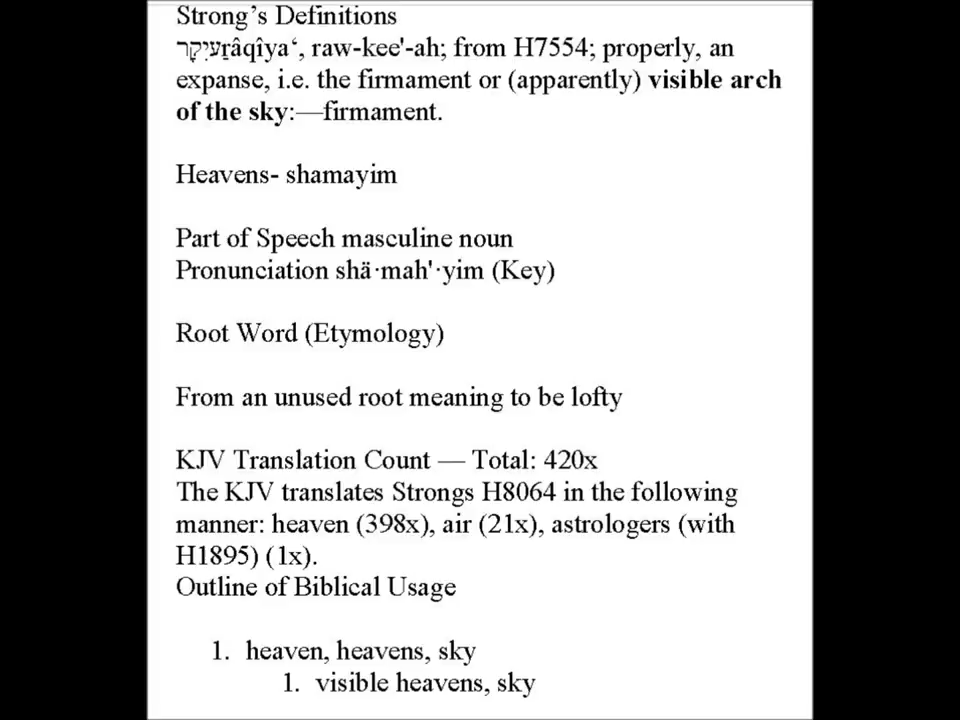 Strong’s Definitions
עיִקָר râqîya‘, raw-kee'-ah; from H7554; properly, an
expanse, i.e. the firmament or (apparently) visible arch
of the sky:—firmament.
Heavens- shamayim
Part of Speech masculine noun
Pronunciation shä·mah'·yim (Key)
Root Word (Etymology)
From an unused root meaning to be lofty
KJV Translation Count — Total: 420x
The KJV translates Strongs H8064 in the following
manner: heaven (398x), air (21x), astrologers (with
H1895) (1x).
Outline of Biblical Usage
1. heaven, heavens, sky
1. visible heavens, sky